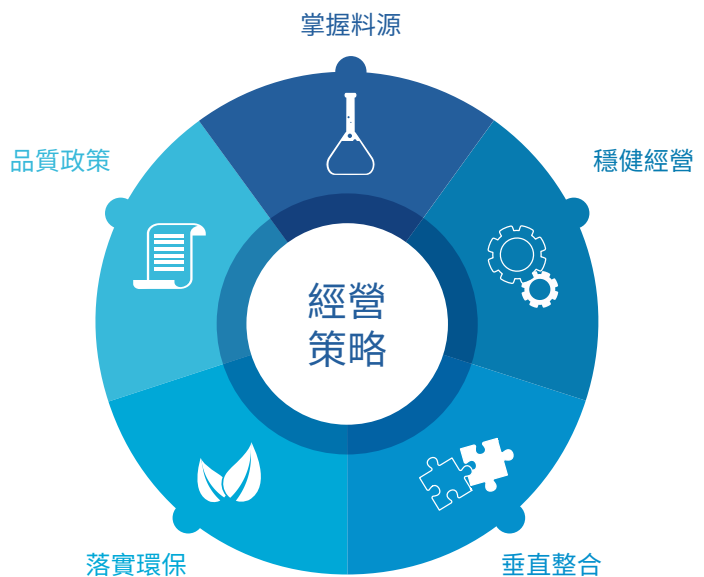 掌握料源
品質政策
穩健經營
經營
策略
落實環保
垂直整合